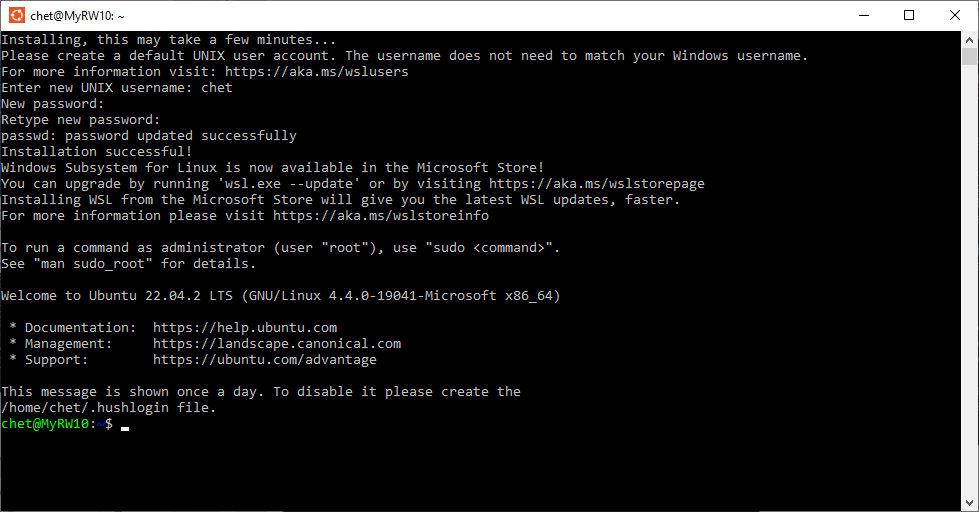 chet@MyRW10: ~
Installing, this may take a few minutes...
Please create a default UNIX user account. The username does not need to match your Windows username.
For more information visit: https://aka.ms/wslusers
Enter new UNIX username: chet
New password:
Retype new password:
passwd: password updated successfully
Installation successful!
Windows Subsystem for Linux is now available in the Microsoft Store!
You can upgrade by running 'wsl.exe --update' or by visiting https://aka.ms/wslstorepage
Installing WSL from the Microsoft Store will give you the latest WSL updates, faster.
For more information please visit https://aka.ms/wslstoreinfo
To run a command as administrator (user "root"), use "sudo <command>".
See "man sudo_root" for details.
Welcome to Ubuntu 22.04.2 LTS (GNU/Linux 4.4.0-19041-Microsoft x86_64)
* Documentation:  https://help.ubuntu.com
* Management:     https://landscape.canonical.com
* Support:        https://ubuntu.com/advantage
This message is shown once a day. To disable it please create the
/home/chet/.hushlogin file.
chet@MyRW10:~$